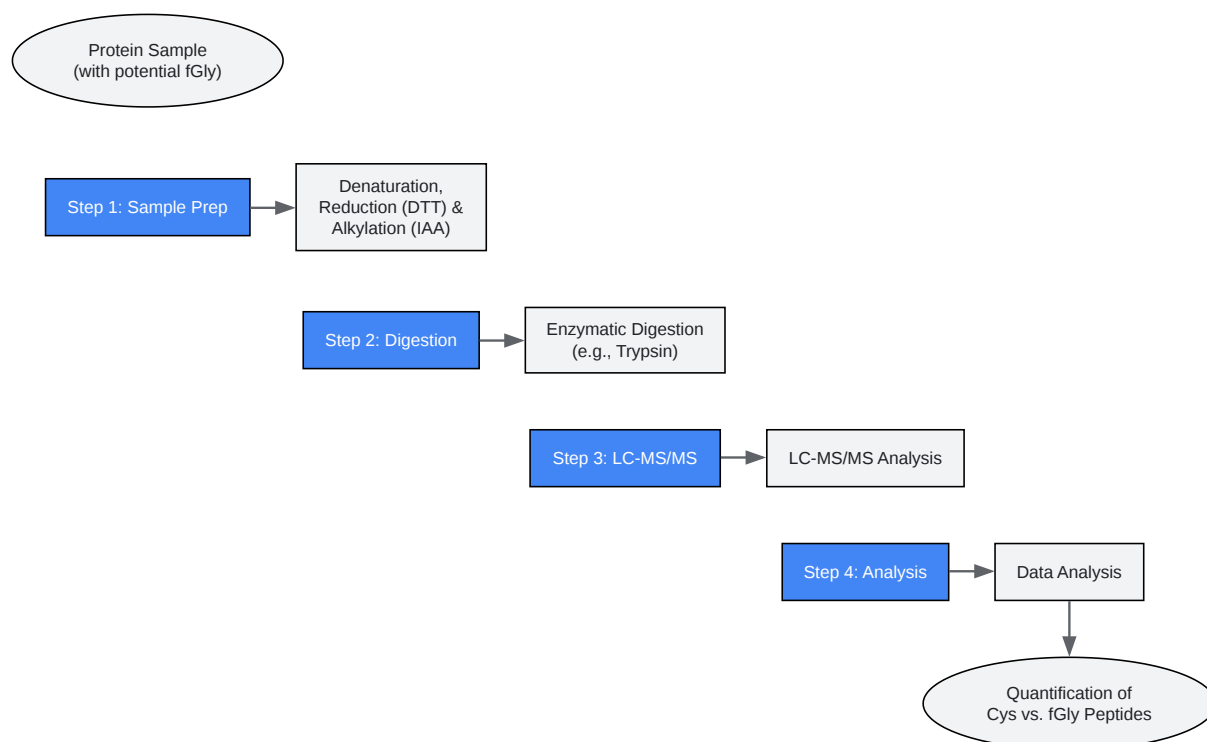 Protein Sample
(with potential fGly)
Step 1: Sample Prep
Denaturation,
Reduction (DTT) &
Alkylation (IAA)
Step 2: Digestion
Enzymatic Digestion
(e.g., Trypsin)
Step 3: LC-MS/MS
LC-MS/MS Analysis
Step 4: Analysis
Data Analysis
Quantification of
Cys vs. fGly Peptides